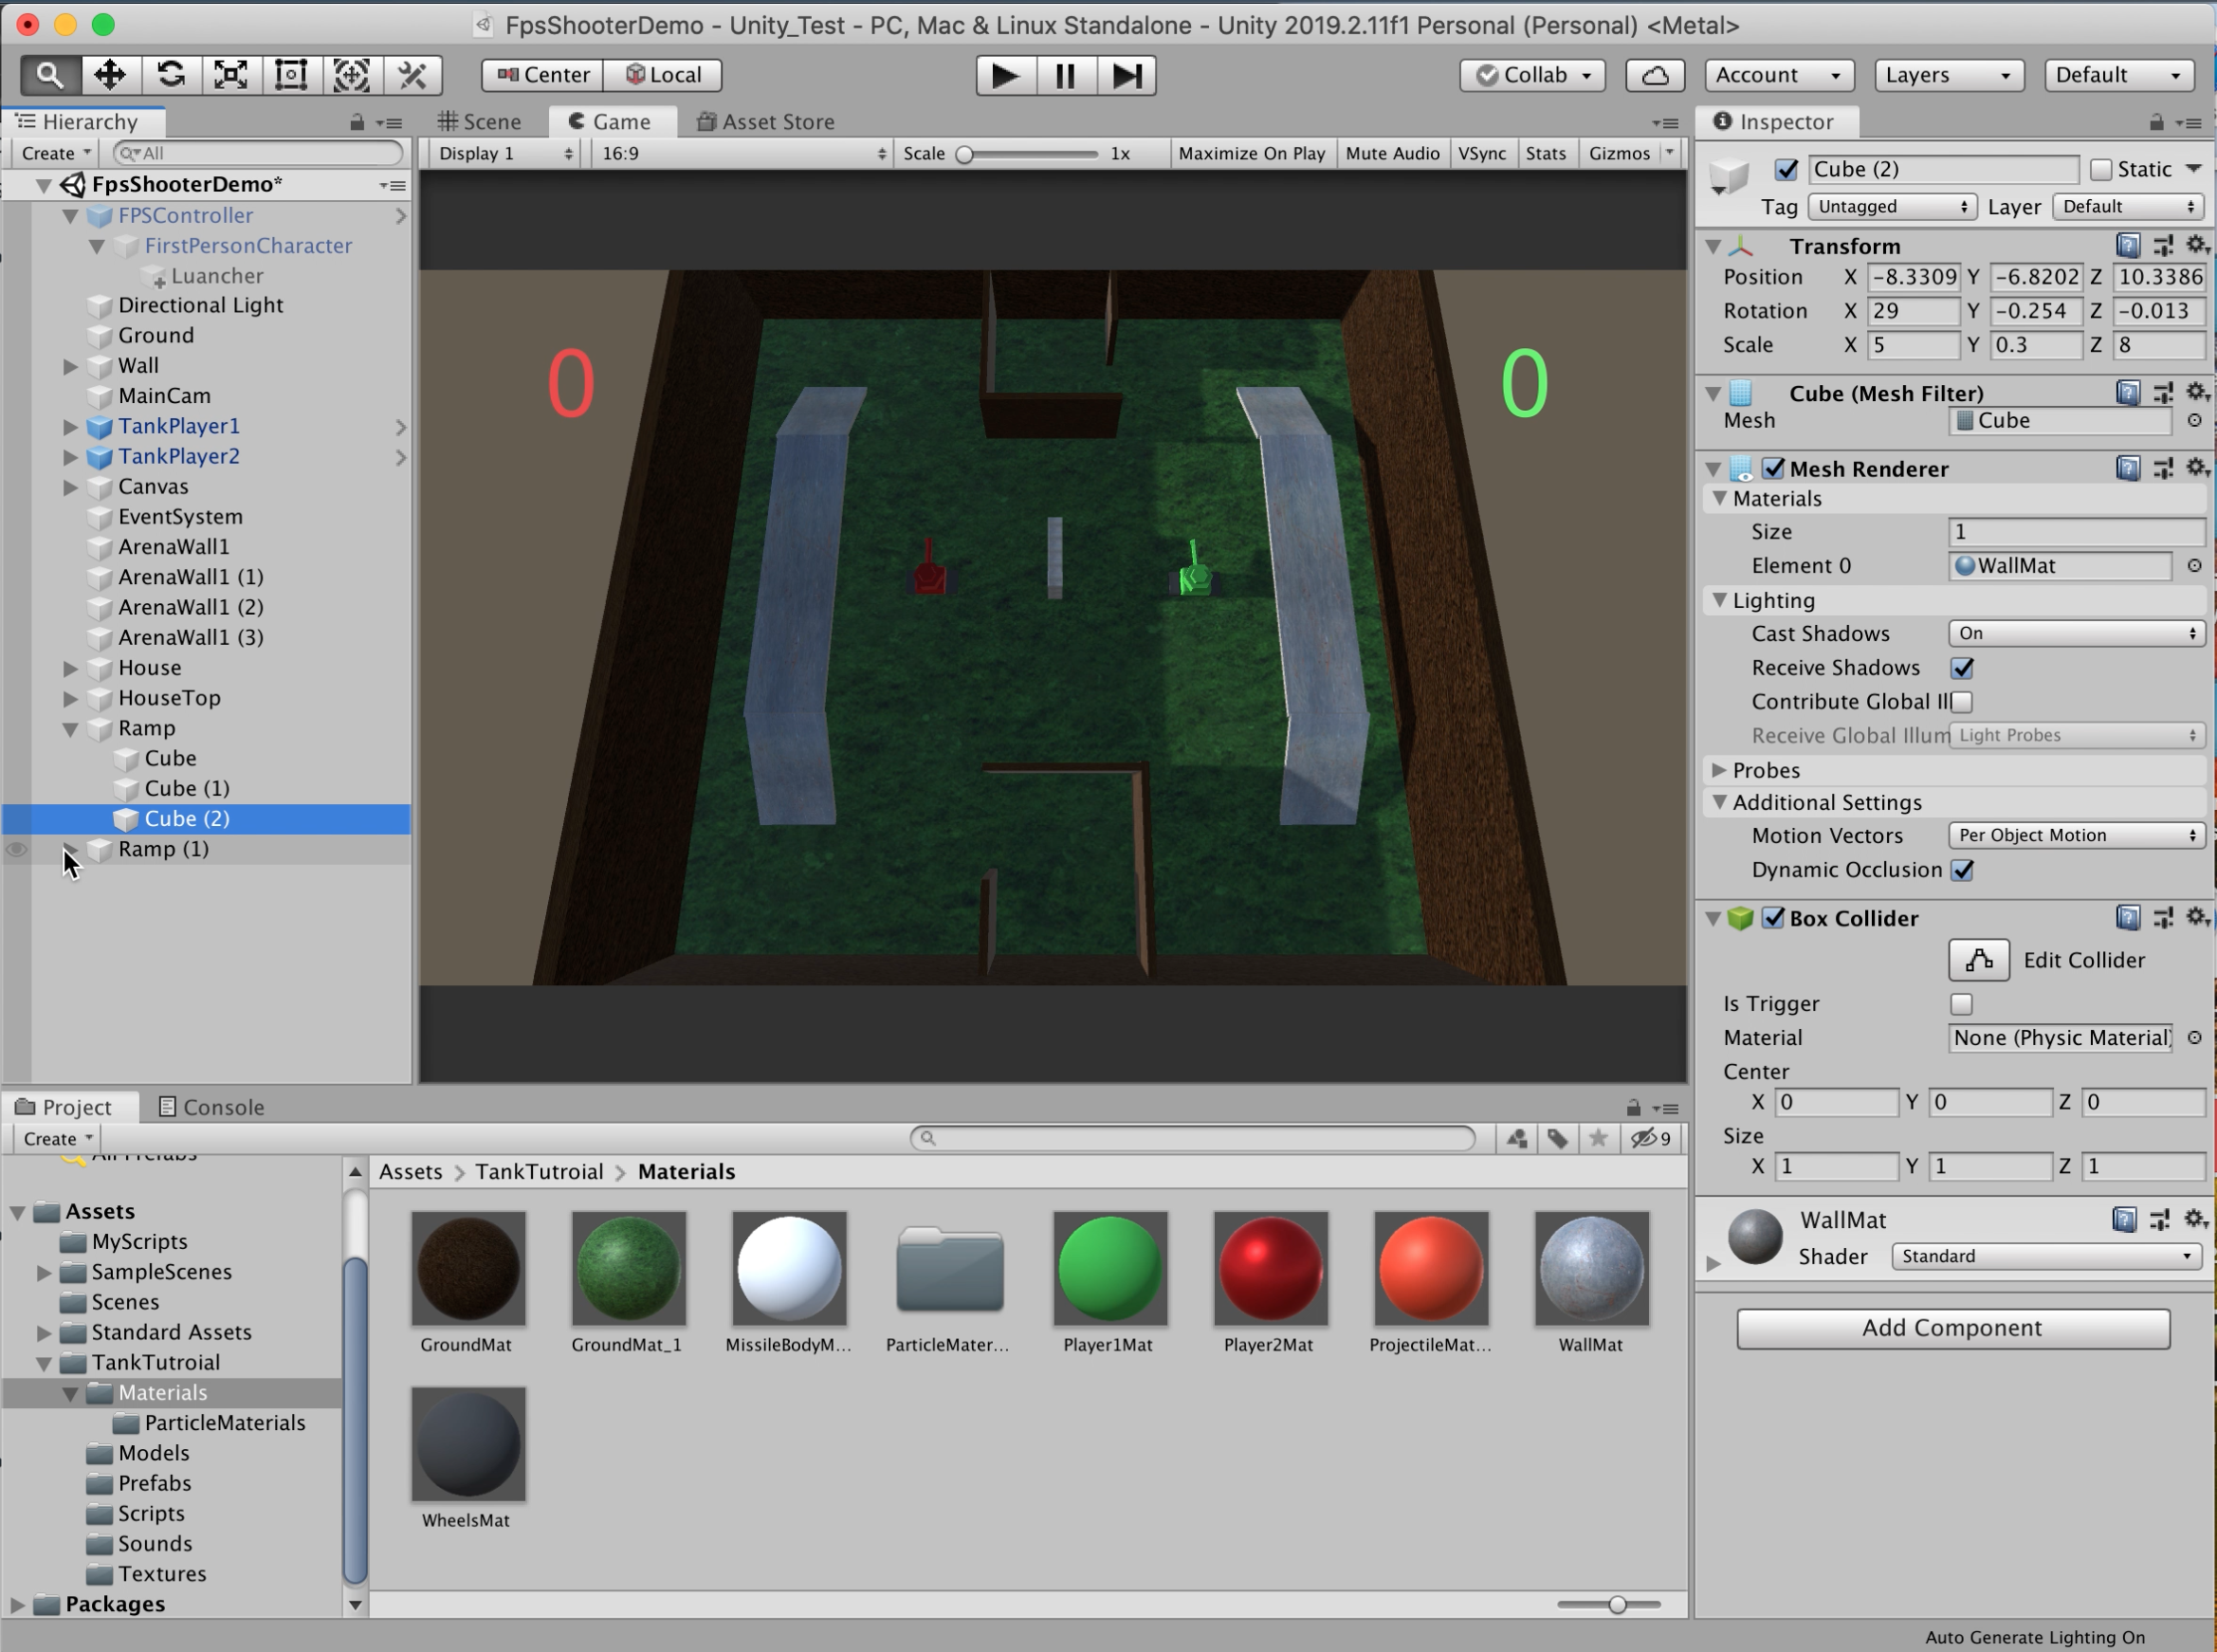 FpsShooterDemo - Unity_Test - PC, Mac & Linux Standalone - Unity 2019.2.11f1 Personal (Personal) <Metal>
Center Local Collab Account Layers Default
Hierarchy
Create All
FpsShooterDemo*
FPSController
FirstPersonCharacter
Luancher
Directional Light
Ground
Wall
MainCam
TankPlayer1
TankPlayer2
Canvas
EventSystem
ArenaWall1
ArenaWall1 (1)
ArenaWall1 (2)
ArenaWall1 (3)
House
HouseTop
Ramp
Cube
Cube (1)
Cube (2)
Ramp (1)
Scene Game Asset Store
Display 1 16:9 Scale 1x Maximize On Play Mute Audio VSync Stats Gizmos
0 0
Inspector
Cube (2) Static
Tag Untagged Layer Default
Transform
Position X -8.3309 Y -6.8202 Z 10.3386
Rotation X 29 Y -0.254 Z -0.013
Scale X 5 Y 0.3 Z 8
Cube (Mesh Filter)
Mesh Cube
Mesh Renderer
Materials
Size 1
Element 0 WallMat
Lighting
Cast Shadows On
Receive Shadows
Contribute Global Ill
Receive Global Illum Light Probes
Probes
Additional Settings
Motion Vectors Per Object Motion
Dynamic Occlusion
Box Collider
Edit Collider
Is Trigger
Material None (Physic Material)
Center
X 0 Y 0 Z 0
Size
X 1 Y 1 Z 1
WallMat
Shader Standard
Add Component
Project Console
Create 9
All Prefabs
Assets
MyScripts
SampleScenes
Scenes
Standard Assets
TankTutroial
Materials
ParticleMaterials
Models
Prefabs
Scripts
Sounds
Textures
Packages
Assets > TankTutroial > Materials
GroundMat GroundMat_1 MissileBodyM... ParticleMater... Player1Mat Player2Mat ProjectileMat... WallMat
WheelsMat
Auto Generate Lighting On